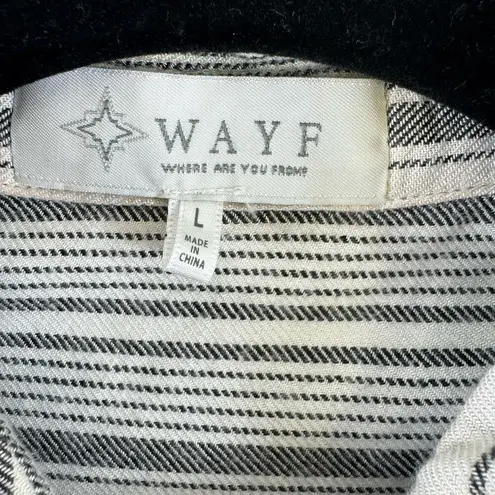 WAYF
WHERE ARE YOU FROM?
L
MADE
IN
CHINA